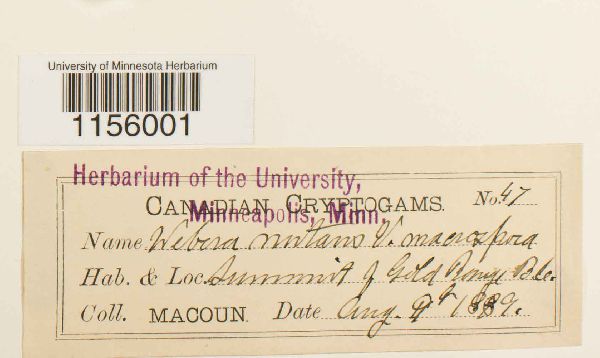 University of Minnesota Herbarium
1156001
Herbarium of the University,
Minneapolis, Minn.
CANADIAN CRYPTOGAMS. No. 47
Name Webera nutans V. macrospora
Hab. & Loc. Summit of Gold Range B.C.
Coll. MACOUN. Date Aug. 9th 1889.